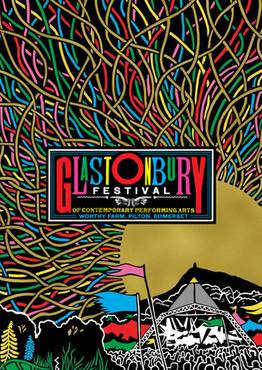 GLASTONBURY
FESTIVAL
OF CONTEMPORARY PERFORMING ARTS
WORTHY FARM, PILTON, SOMERSET